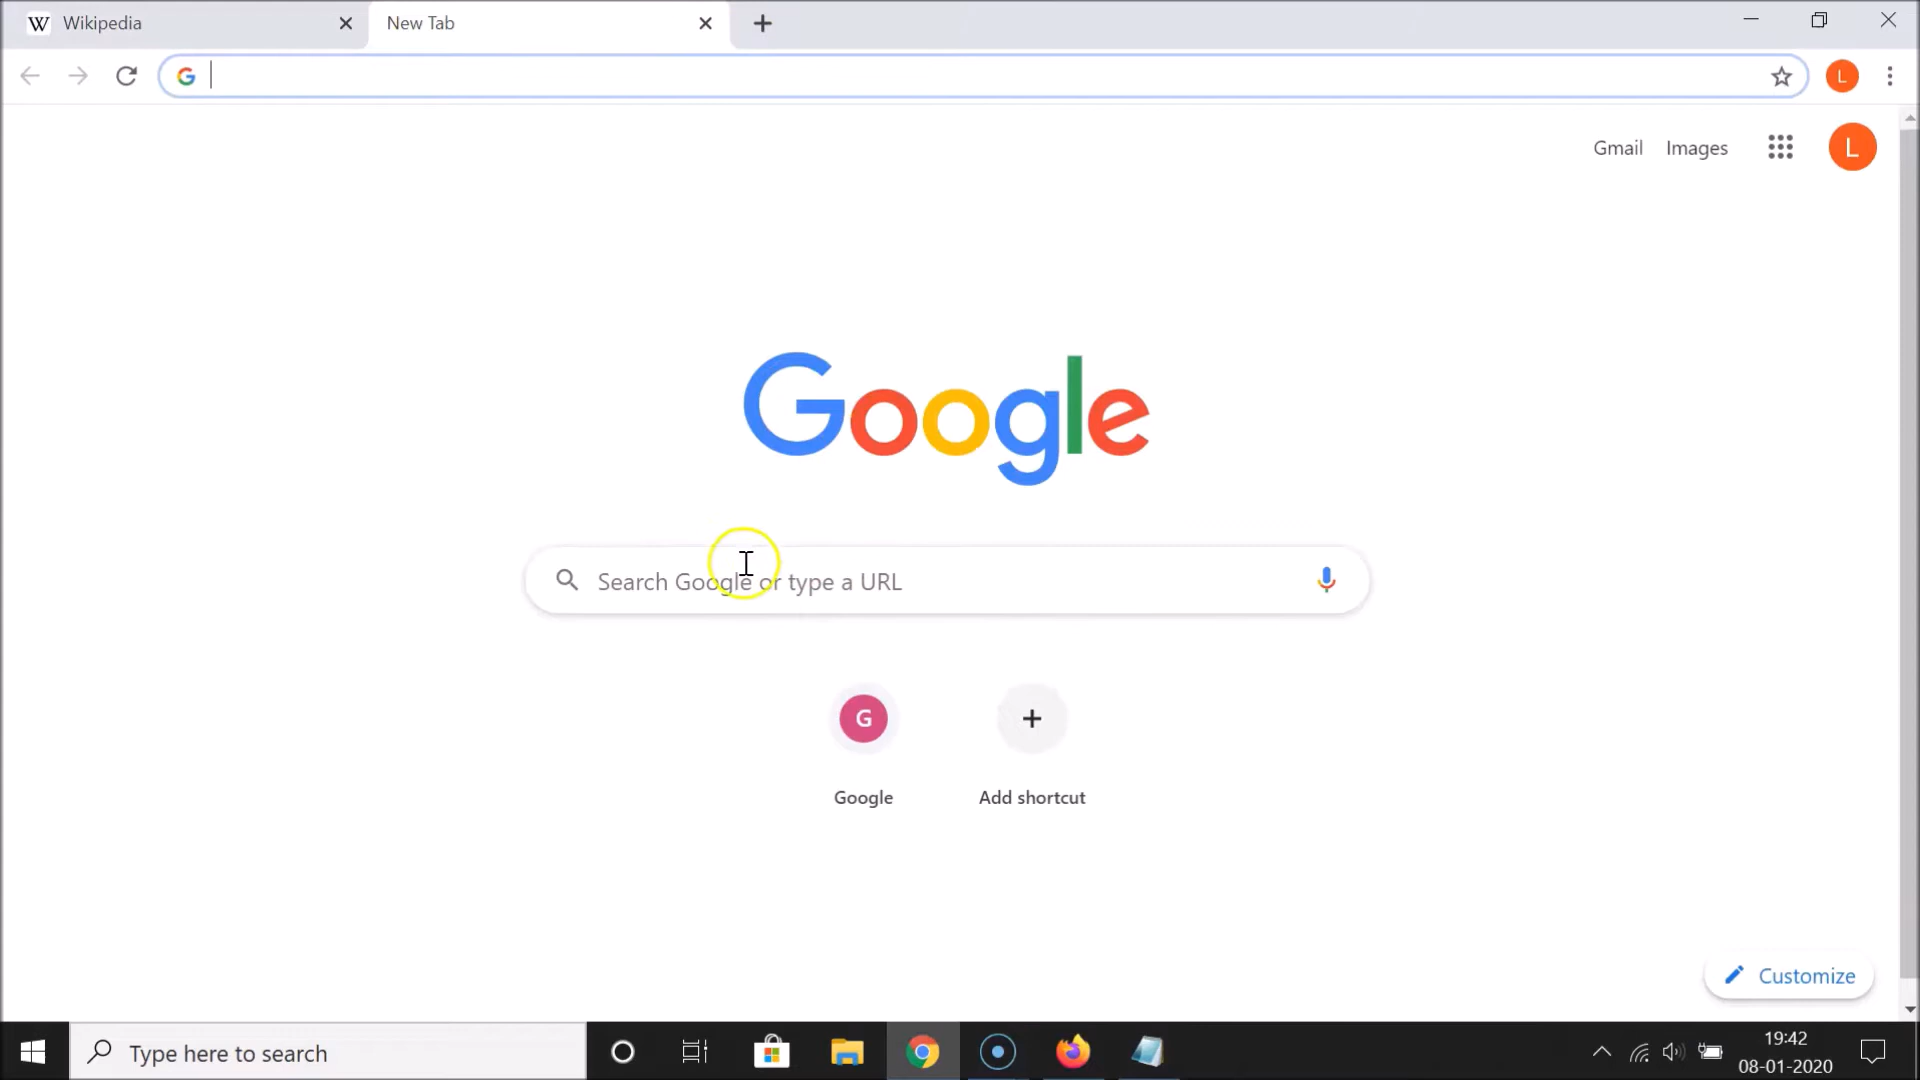 W Wikipedia New Tab
L
Gmail Images L
Google
Search Google or type a URL
G
Google Add shortcut
Customize
Type here to search
19:42
08-01-2020